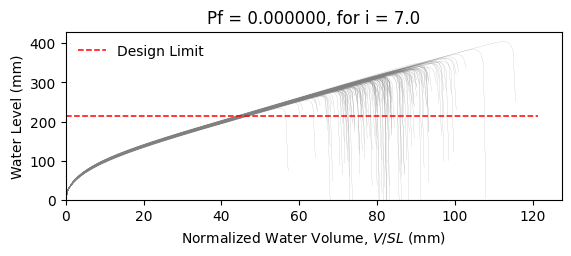 Pf = 0.000000, for i = 7.0
Water Level (mm)
400
300
200
100
0
Design Limit
0 20 40 60 80 100 120
Normalized Water Volume, V/SL (mm)